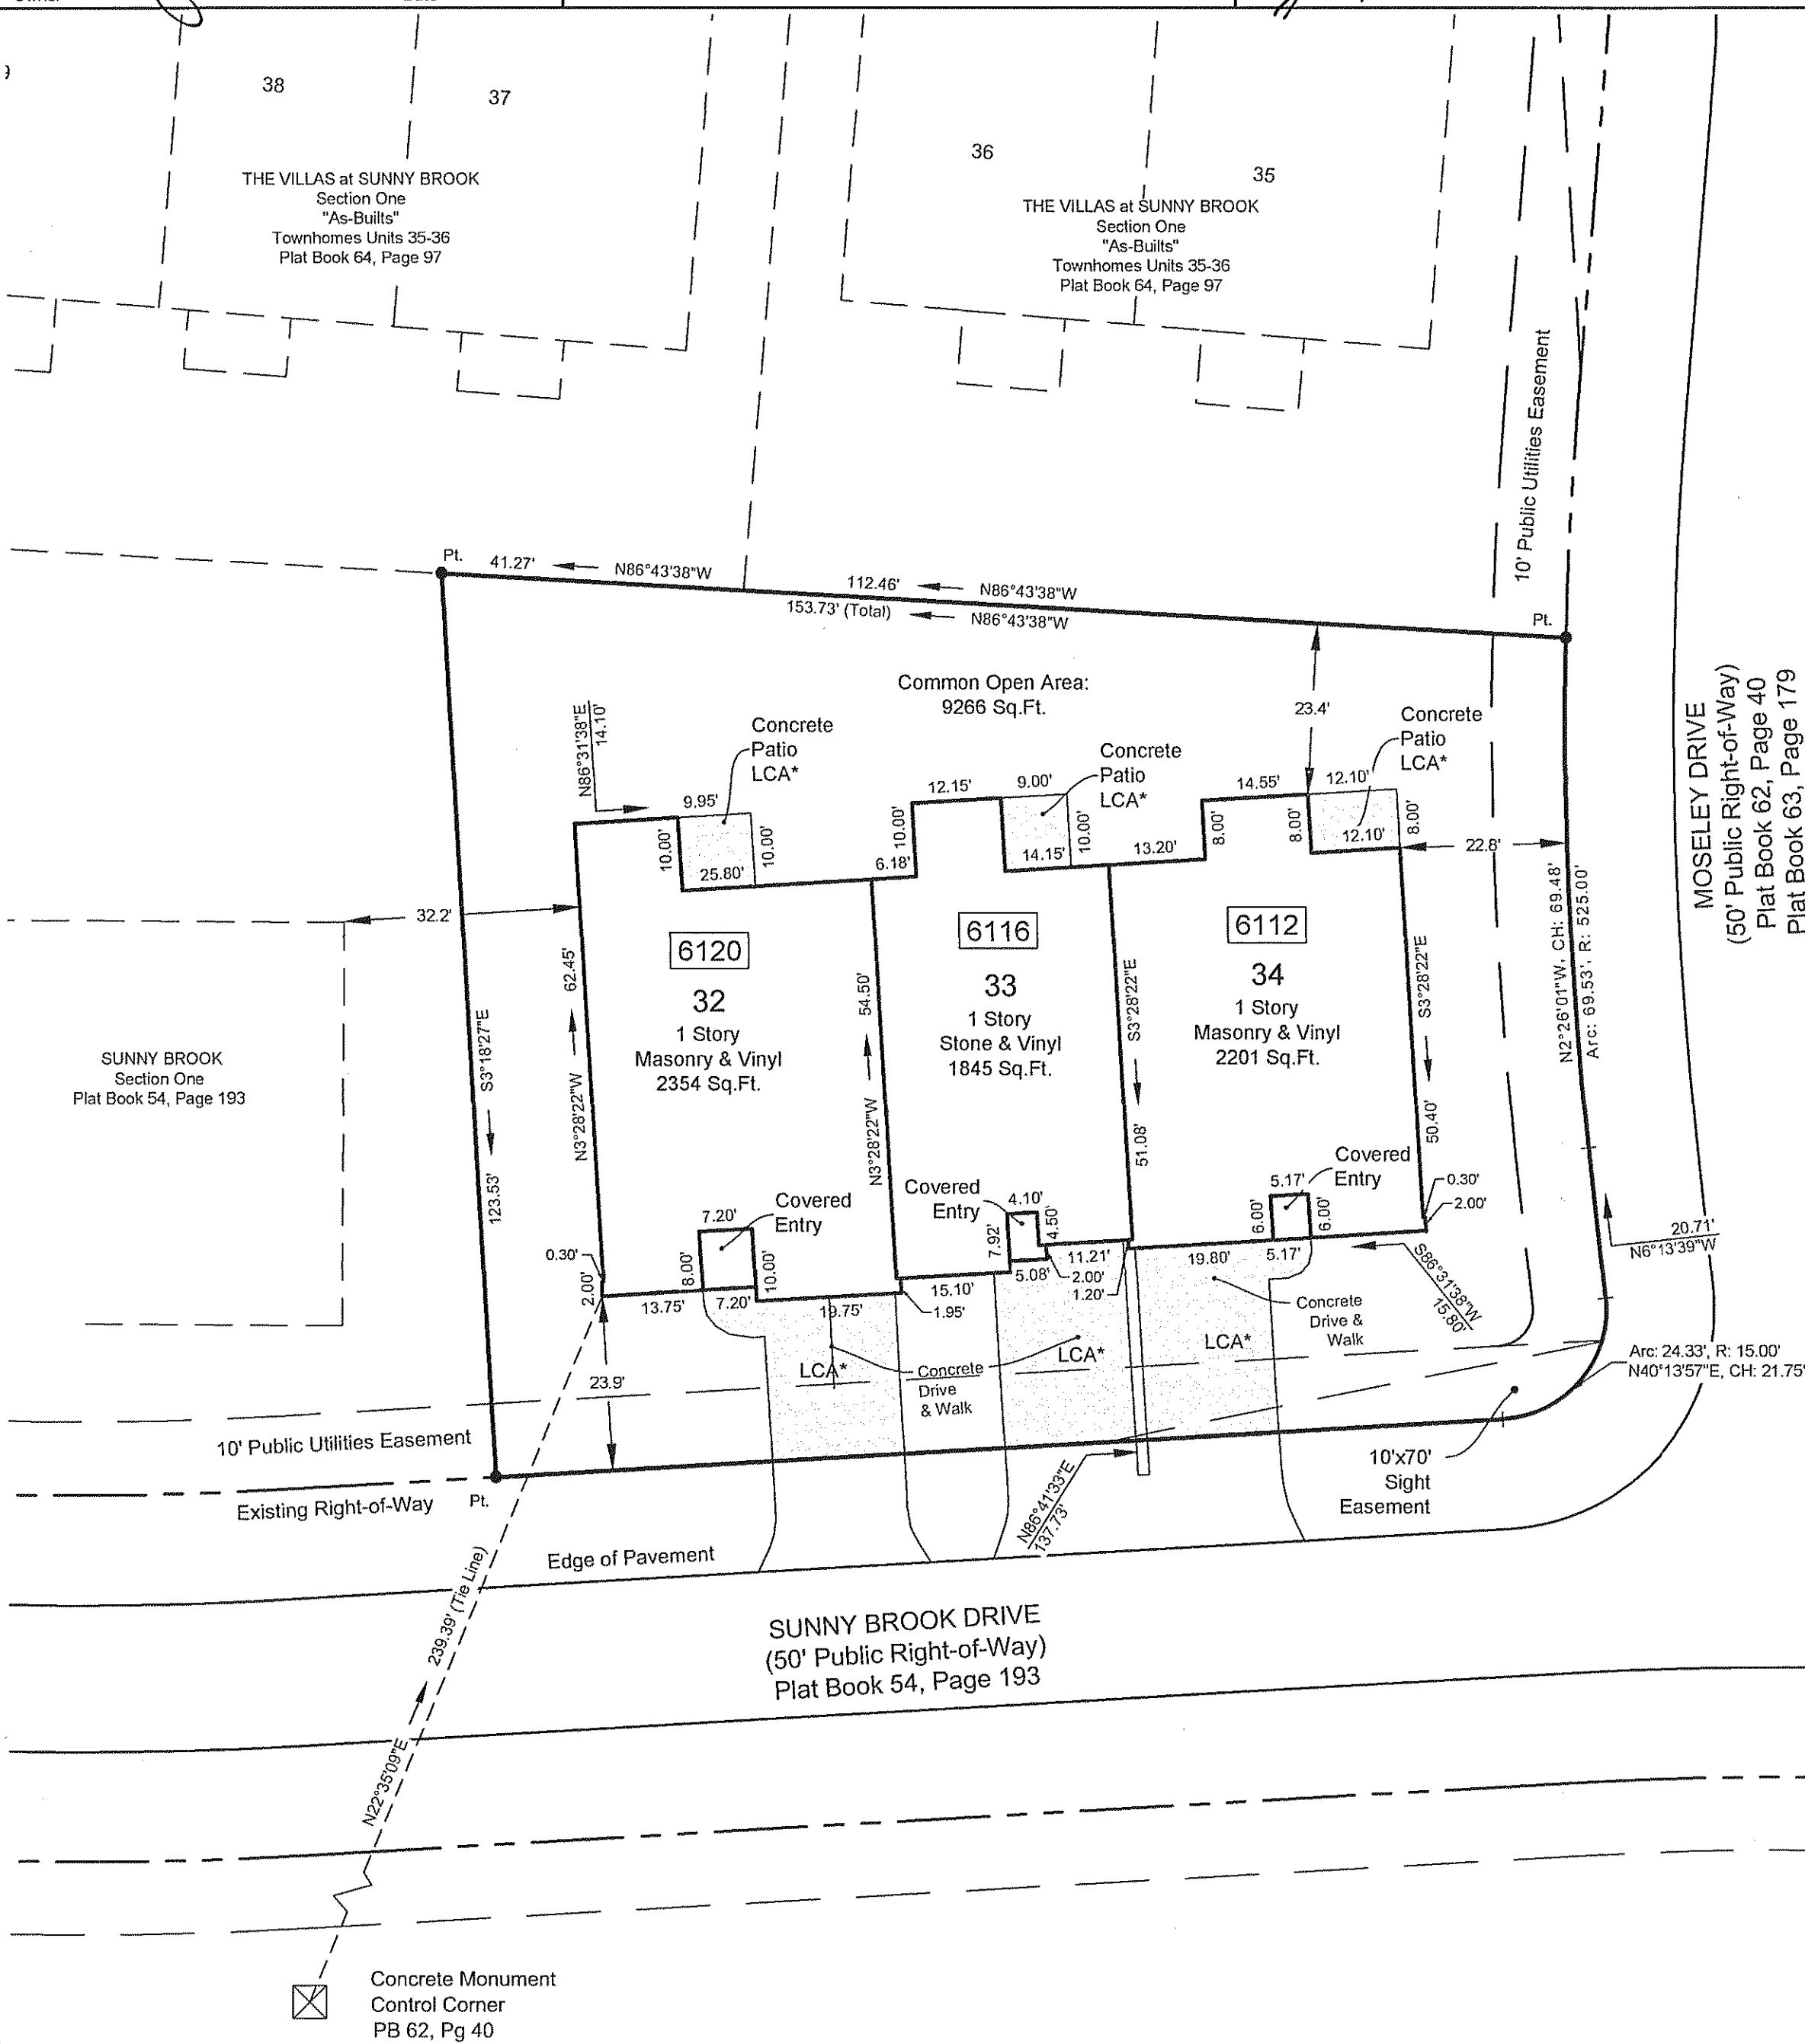 38
37
36
35
THE VILLAS at SUNNY BROOK
Section One
"As-Builts"
Townhomes Units 35-36
Plat Book 64, Page 97
THE VILLAS at SUNNY BROOK
Section One
"As-Builts"
Townhomes Units 35-36
Plat Book 64, Page 97
10' Public Utilities Easement
Pt.
41.27'
N86°43'38"W
112.46'
N86°43'38"W
153.73' (Total)
N86°43'38"W
Pt.
Common Open Area:
9266 Sq.Ft.
23.4'
MOSELEY DRIVE
(50' Public Right-of-Way)
Plat Book 62, Page 40
Plat Book 63, Page 179
N86°31'38"E
14.10'
Concrete
Patio
LCA*
Concrete
Patio
LCA*
Concrete
Patio
LCA*
9.95'
12.15'
9.00'
14.55'
12.10'
10.00'
10.00'
10.00'
10.00'
8.00'
8.00'
8.00'
25.80'
6.18'
14.15'
13.20'
12.10'
22.8'
32.2'
6120
32
1 Story
Masonry & Vinyl
2354 Sq.Ft.
6116
33
1 Story
Stone & Vinyl
1845 Sq.Ft.
6112
34
1 Story
Masonry & Vinyl
2201 Sq.Ft.
62.45'
N3°28'22"W
54.50'
N3°28'22"W
S3°28'22"E
51.08'
S3°28'22"E
50.40'
N2°26'01"W, CH: 69.48'
Arc: 69.53', R: 525.00'
S3°18'27"E
123.53'
SUNNY BROOK
Section One
Plat Book 54, Page 193
Covered
Entry
Covered
Entry
Covered
Entry
7.20'
4.10'
5.17'
0.30'
2.00'
8.00'
10.00'
7.92'
4.50'
6.00'
6.00'
0.30'
2.00'
13.75'
7.20'
19.75'
1.95'
15.10'
5.08'
11.21'
2.00'
1.20'
19.80'
5.17'
S86°31'38"W
15.80'
20.71'
N6°13'39"W
Concrete
Drive &
Walk
LCA*
LCA*
LCA*
Concrete
Drive
& Walk
23.9'
Arc: 24.33', R: 15.00'
N40°13'57"E, CH: 21.75'
10' Public Utilities Easement
Existing Right-of-Way
Pt.
N86°41'33"E
137.73'
10'x70'
Sight
Easement
Edge of Pavement
239.39' (Tie Line)
N22°35'09"E
SUNNY BROOK DRIVE
(50' Public Right-of-Way)
Plat Book 54, Page 193
Concrete Monument
Control Corner
PB 62, Pg 40